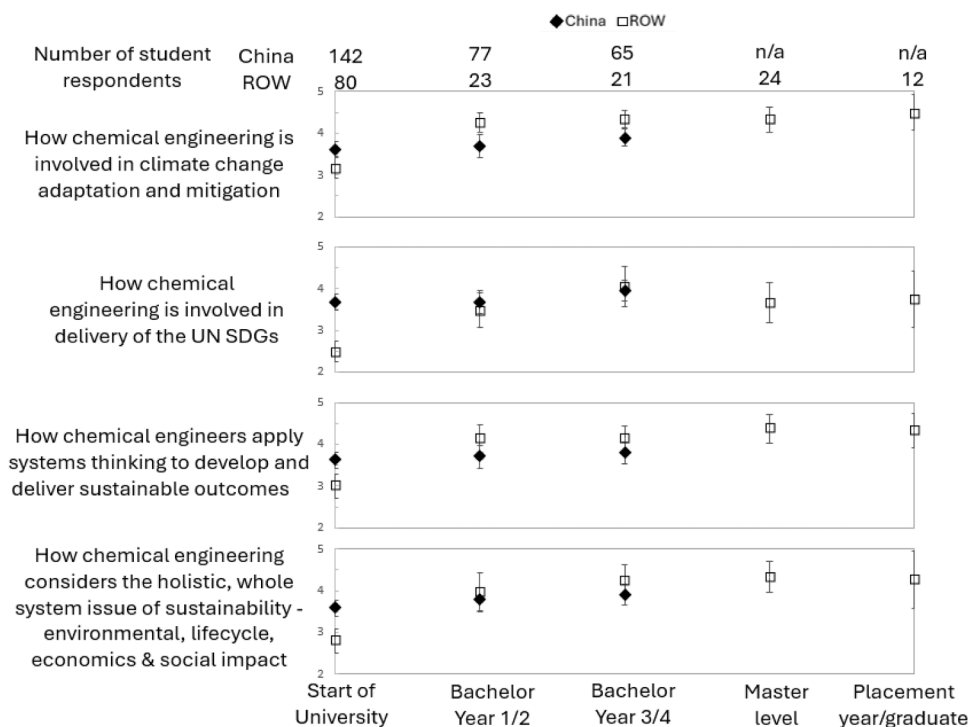 China ROW
Number of student respondents
China 142 77 65 n/a n/a
ROW 80 23 21 24 12
How chemical engineering is
involved in climate change
adaptation and mitigation
5
4
3
2
How chemical
engineering is involved in
delivery of the UN SDGs
5
4
3
2
How chemical engineers apply
systems thinking to develop and
deliver sustainable outcomes
5
4
3
2
How chemical engineering
considers the holistic, whole
system issue of sustainability -
environmental, lifecycle,
economics & social impact
5
4
3
2
Start of University
Bachelor Year 1/2
Bachelor Year 3/4
Master level
Placement year/graduate